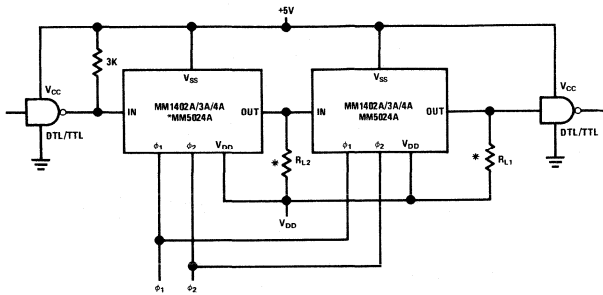 +5V
3K
VCC
VSS
VSS
VCC
MM1402A/3A/4A
*MM5024A
MM1402A/3A/4A
MM5024A
IN
OUT
IN
OUT
DTL/TTL
DTL/TTL
ϕ1
ϕ2
VDD
ϕ1
ϕ2
VDD
* RL2
* RL1
VDD
ϕ1
ϕ2